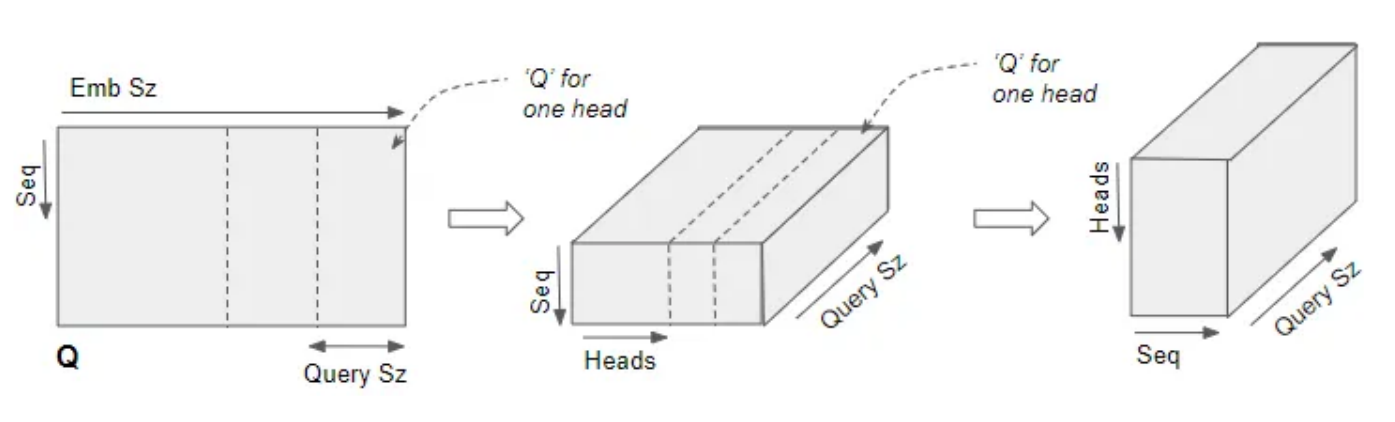 Emb Sz
Seq
'Q' for
one head
Q
Query Sz
'Q' for
one head
Seq
Heads
Query Sz
Heads
Seq
Query Sz